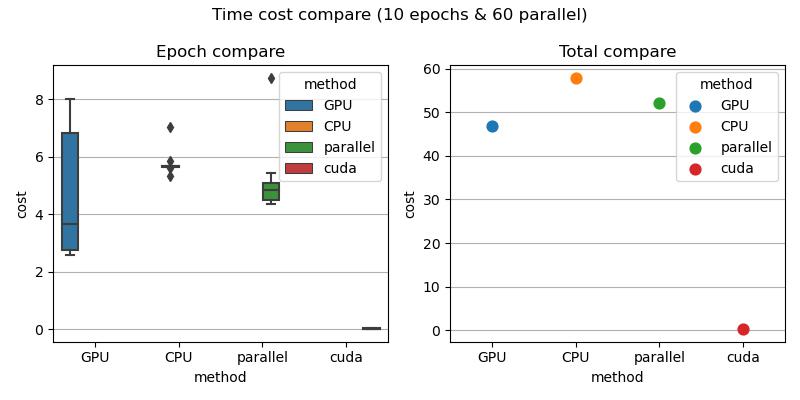 Time cost compare (10 epochs & 60 parallel)
Epoch compare
method
GPU
CPU
parallel
cuda
8
6
4
2
0
cost
GPU CPU parallel cuda
method
Total compare
method
GPU
CPU
parallel
cuda
60
50
40
30
20
10
0
cost
GPU CPU parallel cuda
method